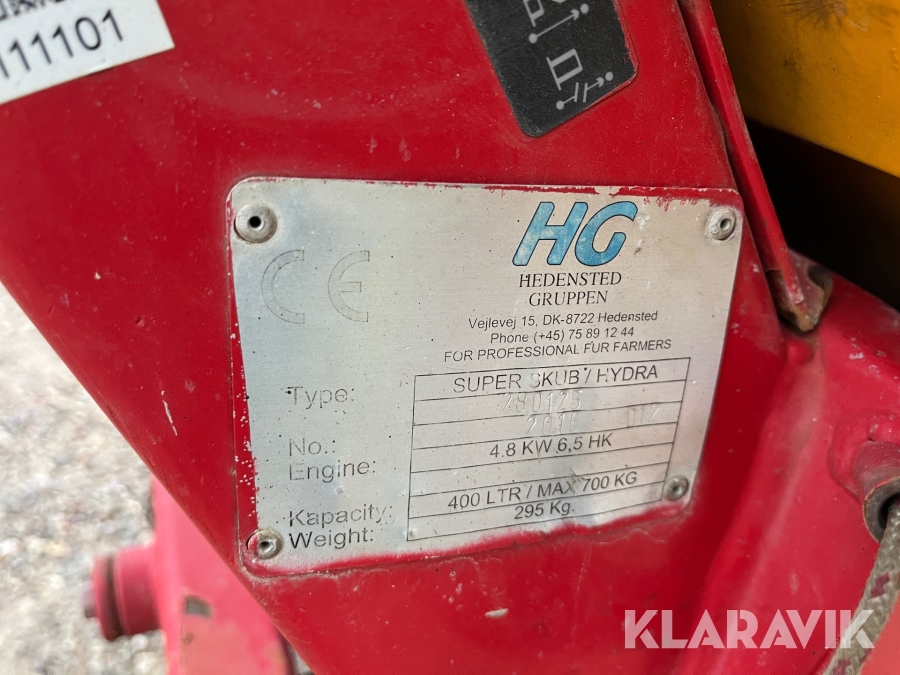 111101
HG
HEDENSTED
GRUPPEN
Vejlevej 15, DK-8722 Hedensted
Phone (+45) 75 89 12 44
FOR PROFESSIONAL FUR FARMERS
CE
Type: SUPER SKUB / HYDRA
280125
No.:
Engine: 4.8 KW 6,5 HK
Kapacity: 400 LTR / MAX 700 KG
Weight: 295 Kg.
KLARAVIK